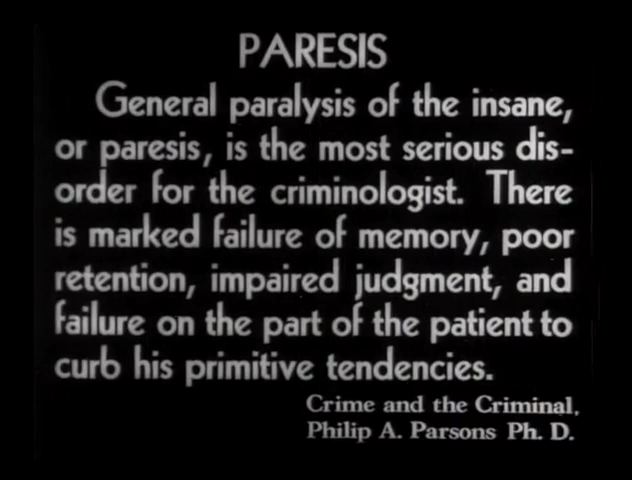 PARESIS
General paralysis of the insane,
or paresis, is the most serious dis-
order for the criminologist. There
is marked failure of memory, poor
retention, impaired judgment, and
failure on the part of the patient to
curb his primitive tendencies.
Crime and the Criminal,
Philip A. Parsons Ph. D.